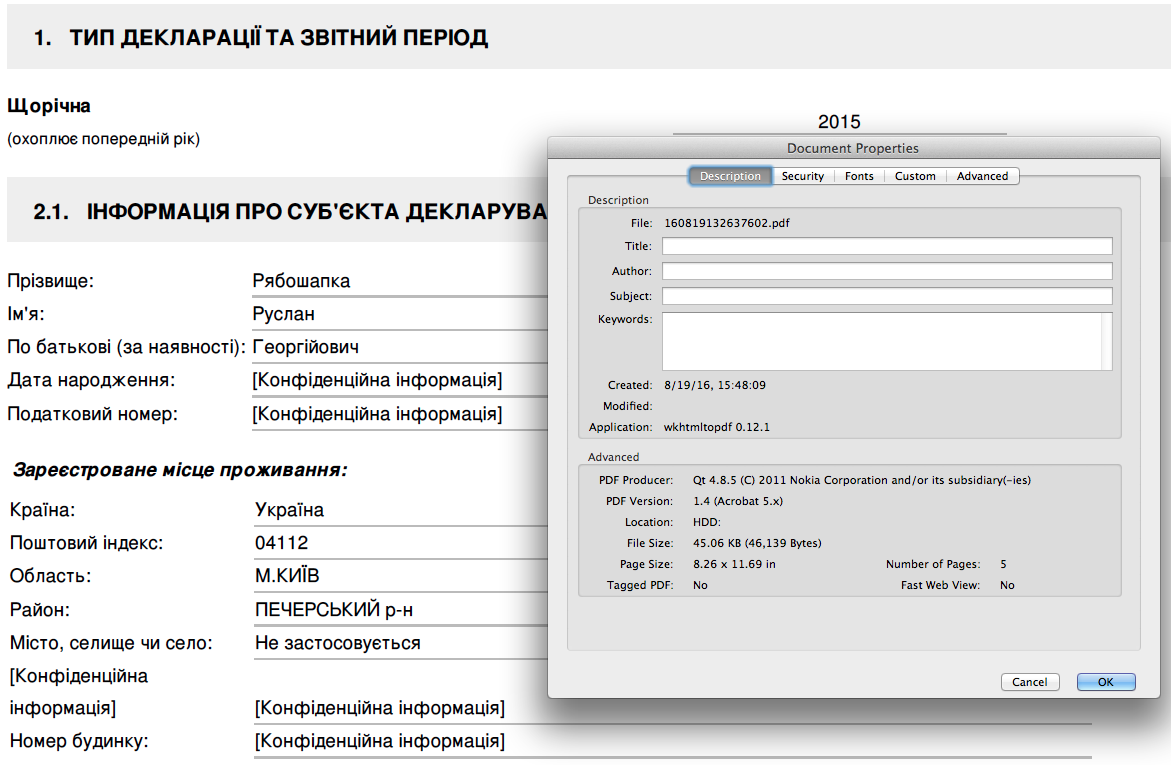 1. ТИП ДЕКЛАРАЦІЇ ТА ЗВІТНИЙ ПЕРІОД
Щорічна
(охоплює попередній рік)
2015
2.1. ІНФОРМАЦІЯ ПРО СУБ'ЄКТА ДЕКЛАРУВА
Прізвище: Рябошапка
Ім'я: Руслан
По батькові (за наявності): Георгійович
Дата народження: [Конфіденційна інформація]
Податковий номер: [Конфіденційна інформація]
Зареєстроване місце проживання:
Країна: Україна
Поштовий індекс: 04112
Область: М.КИЇВ
Район: ПЕЧЕРСЬКИЙ р-н
Місто, селище чи село: Не застосовується
[Конфіденційна
інформація] [Конфіденційна інформація]
Номер будинку: [Конфіденційна інформація]
Document Properties
Description Security Fonts Custom Advanced
Description
File: 160819132637602.pdf
Title:
Author:
Subject:
Keywords:
Created: 8/19/16, 15:48:09
Modified:
Application: wkhtmltopdf 0.12.1
Advanced
PDF Producer: Qt 4.8.5 (C) 2011 Nokia Corporation and/or its subsidiary(-ies)
PDF Version: 1.4 (Acrobat 5.x)
Location: HDD:
File Size: 45.06 KB (46,139 Bytes)
Page Size: 8.26 x 11.69 in Number of Pages: 5
Tagged PDF: No Fast Web View: No
Cancel OK